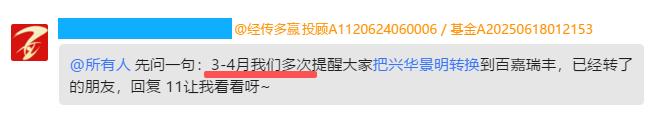 @经传多赢 投顾A1120624060006 / 基金A20250618012153
@所有人 先问一句：3-4月我们多次提醒大家把兴华景明转换到百嘉瑞丰，已经转了
的朋友，回复 11让我看看呀~